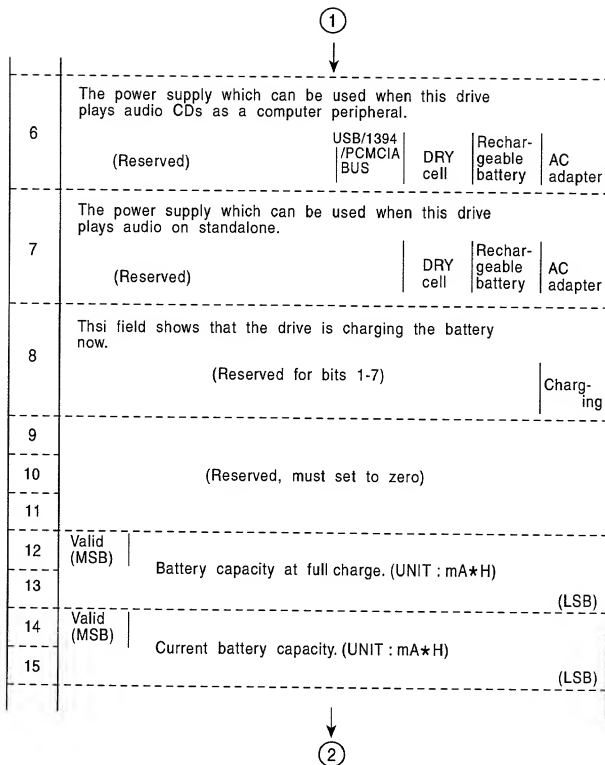 1
6
The power supply which can be used when this drive
plays audio CDs as a computer peripheral.
(Reserved)
USB/1394
/PCMCIA
BUS
DRY
cell
Rechar-
geable
battery
AC
adapter
7
The power supply which can be used when this drive
plays audio on standalone.
(Reserved)
DRY
cell
Rechar-
geable
battery
AC
adapter
8
Thsi field shows that the drive is charging the battery
now.
(Reserved for bits 1-7)
Charg-
ing
9
10
11
(Reserved, must set to zero)
12
13
Valid
(MSB)
Battery capacity at full charge. (UNIT : mA★H)
(LSB)
14
15
Valid
(MSB)
Current battery capacity. (UNIT : mA★H)
(LSB)
2